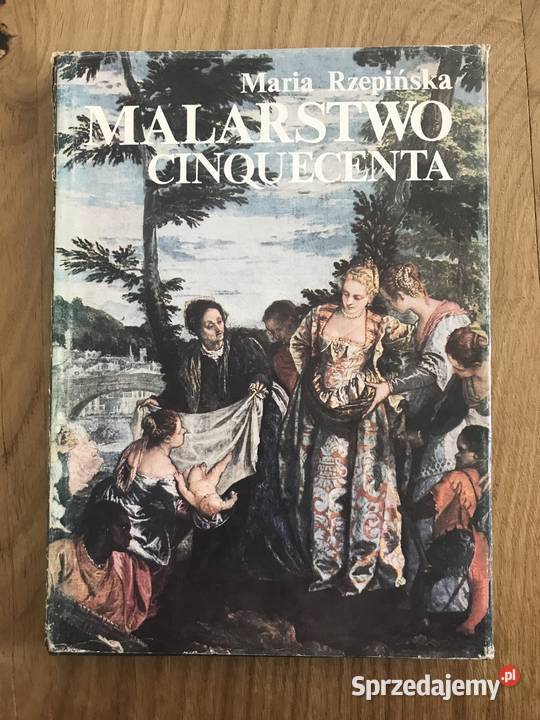 Maria Rzepińska
MALARSTWO
CINQUECENTA
Sprzedajemy.pl